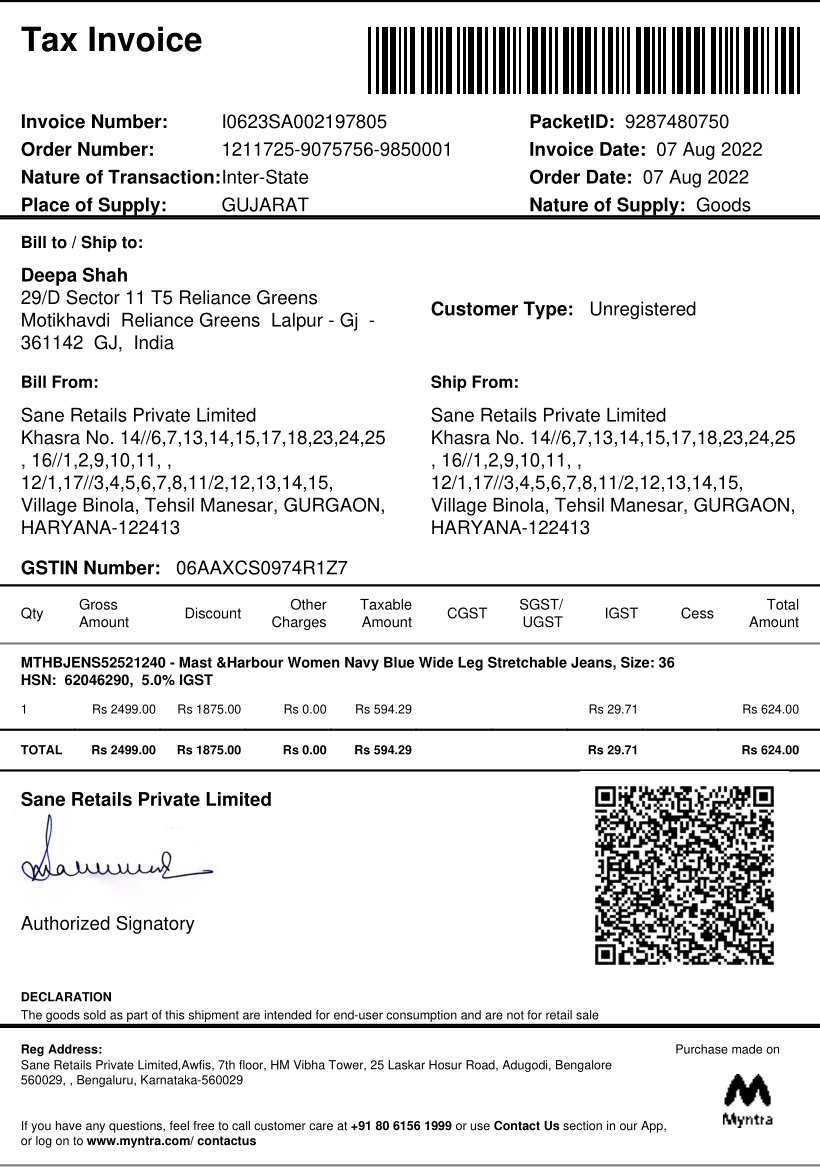 Tax Invoice
Invoice Number: I0623SA002197805
PacketID: 9287480750
Order Number: 1211725-9075756-9850001
Invoice Date: 07 Aug 2022
Nature of Transaction: Inter-State
Order Date: 07 Aug 2022
Place of Supply: GUJARAT
Nature of Supply: Goods
Bill to / Ship to:
Deepa Shah
29/D Sector 11 T5 Reliance Greens
Motikhavdi Reliance Greens Lalpur - Gj -
361142 GJ, India
Customer Type: Unregistered
Bill From:
Sane Retails Private Limited
Khasra No. 14//6,7,13,14,15,17,18,23,24,25
, 16//1,2,9,10,11, ,
12/1,17//3,4,5,6,7,8,11/2,12,13,14,15,
Village Binola, Tehsil Manesar, GURGAON,
HARYANA-122413
Ship From:
Sane Retails Private Limited
Khasra No. 14//6,7,13,14,15,17,18,23,24,25
, 16//1,2,9,10,11, ,
12/1,17//3,4,5,6,7,8,11/2,12,13,14,15,
Village Binola, Tehsil Manesar, GURGAON,
HARYANA-122413
GSTIN Number: 06AAXCS0974R1Z7
Qty Gross Amount Discount Other Charges Taxable Amount CGST SGST/ UGST IGST Cess Total Amount
MTHBJENS52521240 - Mast &Harbour Women Navy Blue Wide Leg Stretchable Jeans, Size: 36
HSN: 62046290, 5.0% IGST
1 Rs 2499.00 Rs 1875.00 Rs 0.00 Rs 594.29 Rs 29.71 Rs 624.00
TOTAL Rs 2499.00 Rs 1875.00 Rs 0.00 Rs 594.29 Rs 29.71 Rs 624.00
Sane Retails Private Limited
Authorized Signatory
DECLARATION
The goods sold as part of this shipment are intended for end-user consumption and are not for retail sale
Reg Address:
Sane Retails Private Limited,Awfis, 7th floor, HM Vibha Tower, 25 Laskar Hosur Road, Adugodi, Bengalore
560029, , Bengaluru, Karnataka-560029
Purchase made on
Myntra
If you have any questions, feel free to call customer care at +91 80 6156 1999 or use Contact Us section in our App,
or log on to www.myntra.com/ contactus